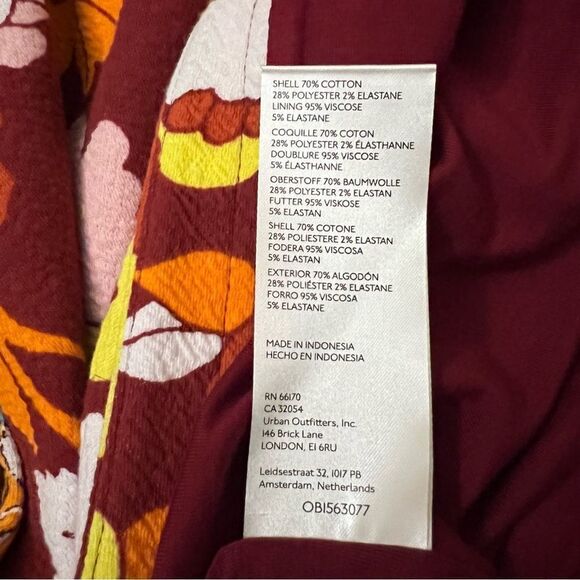 SHELL 70% COTTON
28% POLYESTER 2% ELASTANE
LINING 95% VISCOSE
5% ELASTANE
COQUILLE 70% COTON
28% POLYESTER 2% ÉLASTHANNE
DOUBLURE 95% VISCOSE
5% ÉLASTHANNE
OBERSTOFF 70% BAUMWOLLE
28% POLYESTER 2% ELASTAN
FUTTER 95% VISKOSE
5% ELASTAN
SHELL 70% COTONE
28% POLIESTERE 2% ELASTAN
FODERA 95% VISCOSA
5% ELASTAN
EXTERIOR 70% ALGODÓN
28% POLIÉSTER 2% ELASTANE
FORRO 95% VISCOSA
5% ELASTANE
MADE IN INDONESIA
HECHO EN INDONESIA
RN 66170
CA 32054
Urban Outfitters, Inc.
146 Brick Lane
LONDON, E1 6RU
Leidsestraat 32, 1017 PB
Amsterdam, Netherlands
OB1563077